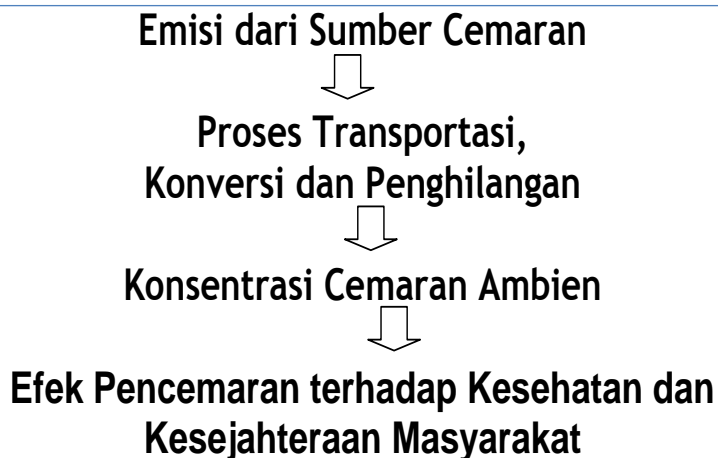 Emisi dari Sumber Cemaran
Proses Transportasi,
Konversi dan Penghilangan
Konsentrasi Cemaran Ambien
Efek Pencemaran terhadap Kesehatan dan
Kesejahteraan Masyarakat